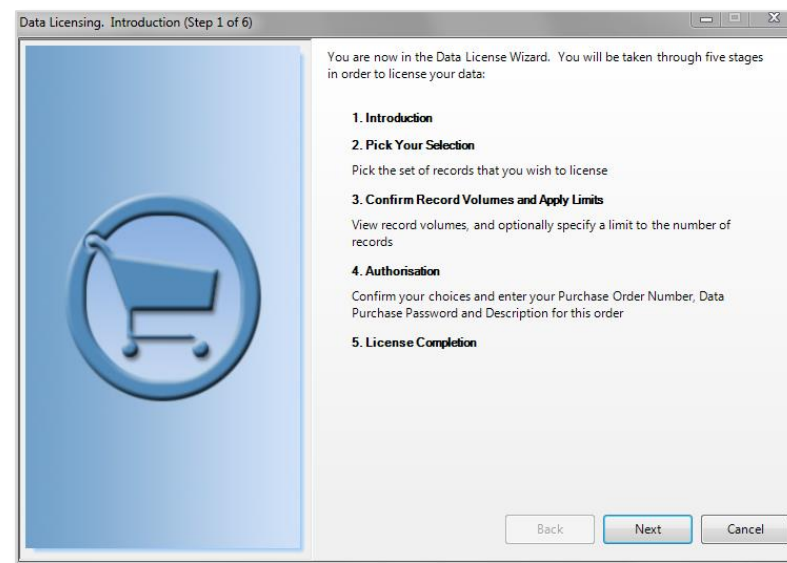 Data Licensing.  Introduction (Step 1 of 6)
You are now in the Data License Wizard.  You will be taken through five stages
in order to license your data:
1. Introduction
2. Pick Your Selection
Pick the set of records that you wish to license
3. Confirm Record Volumes and Apply Limits
View record volumes, and optionally specify a limit to the number of
records
4. Authorisation
Confirm your choices and enter your Purchase Order Number, Data
Purchase Password and Description for this order
5. License Completion
Back
Next
Cancel